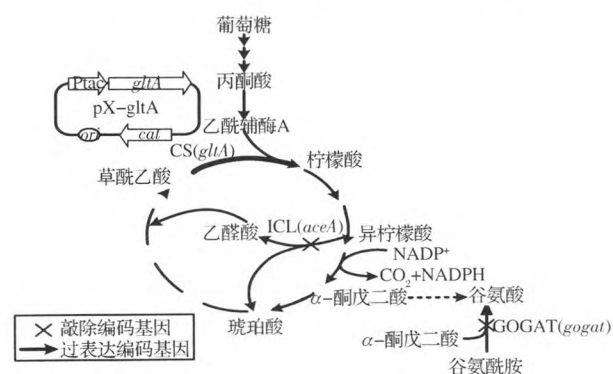 葡萄糖
丙酮酸
乙酰辅酶A
Ptac gltA
pX-gltA
ori cat
CS(gltA)
柠檬酸
草酰乙酸
乙醛酸
ICL(aceA)
异柠檬酸
NADP⁺
CO₂+NADPH
α-酮戊二酸
谷氨酸
琥珀酸
α-酮戊二酸
GOGAT(gogat)
谷氨酰胺
敲除编码基因
过表达编码基因